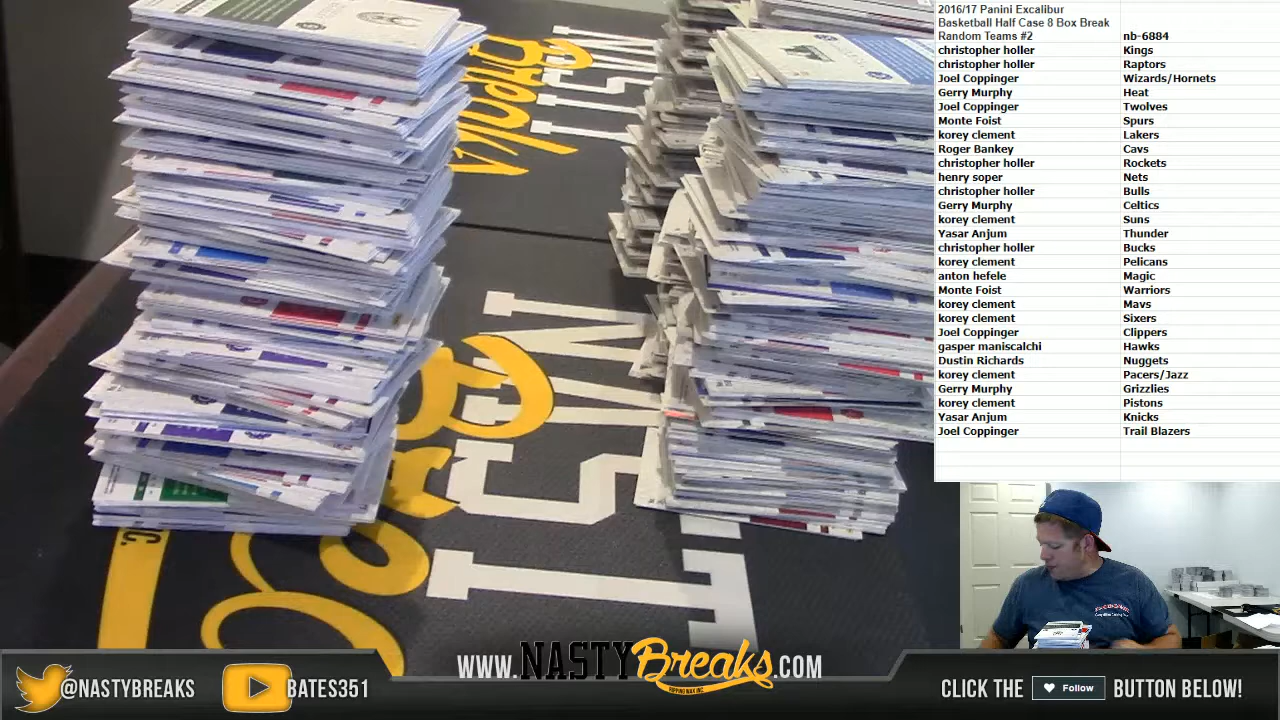 2016/17 Panini Excalibur
Basketball Half Case 8 Box Break
Random Teams #2 nb-6884
christopher holler Kings
christopher holler Raptors
Joel Coppinger Wizards/Hornets
Gerry Murphy Heat
Joel Coppinger Twolves
Monte Foist Spurs
korey clement Lakers
Roger Bankey Cavs
christopher holler Rockets
henry soper Nets
christopher holler Bulls
Gerry Murphy Celtics
korey clement Suns
Yasar Anjum Thunder
christopher holler Bucks
korey clement Pelicans
anton hefele Magic
Monte Foist Warriors
korey clement Mavs
korey clement Sixers
Joel Coppinger Clippers
gasper maniscalchi Hawks
Dustin Richards Nuggets
korey clement Pacers/Jazz
Gerry Murphy Grizzlies
korey clement Pistons
Yasar Anjum Knicks
Joel Coppinger Trail Blazers
@NASTYBREAKS
BATES351
WWW.NASTYBreaks.COM
RIPPING WAX INC.
CLICK THE Follow BUTTON BELOW!